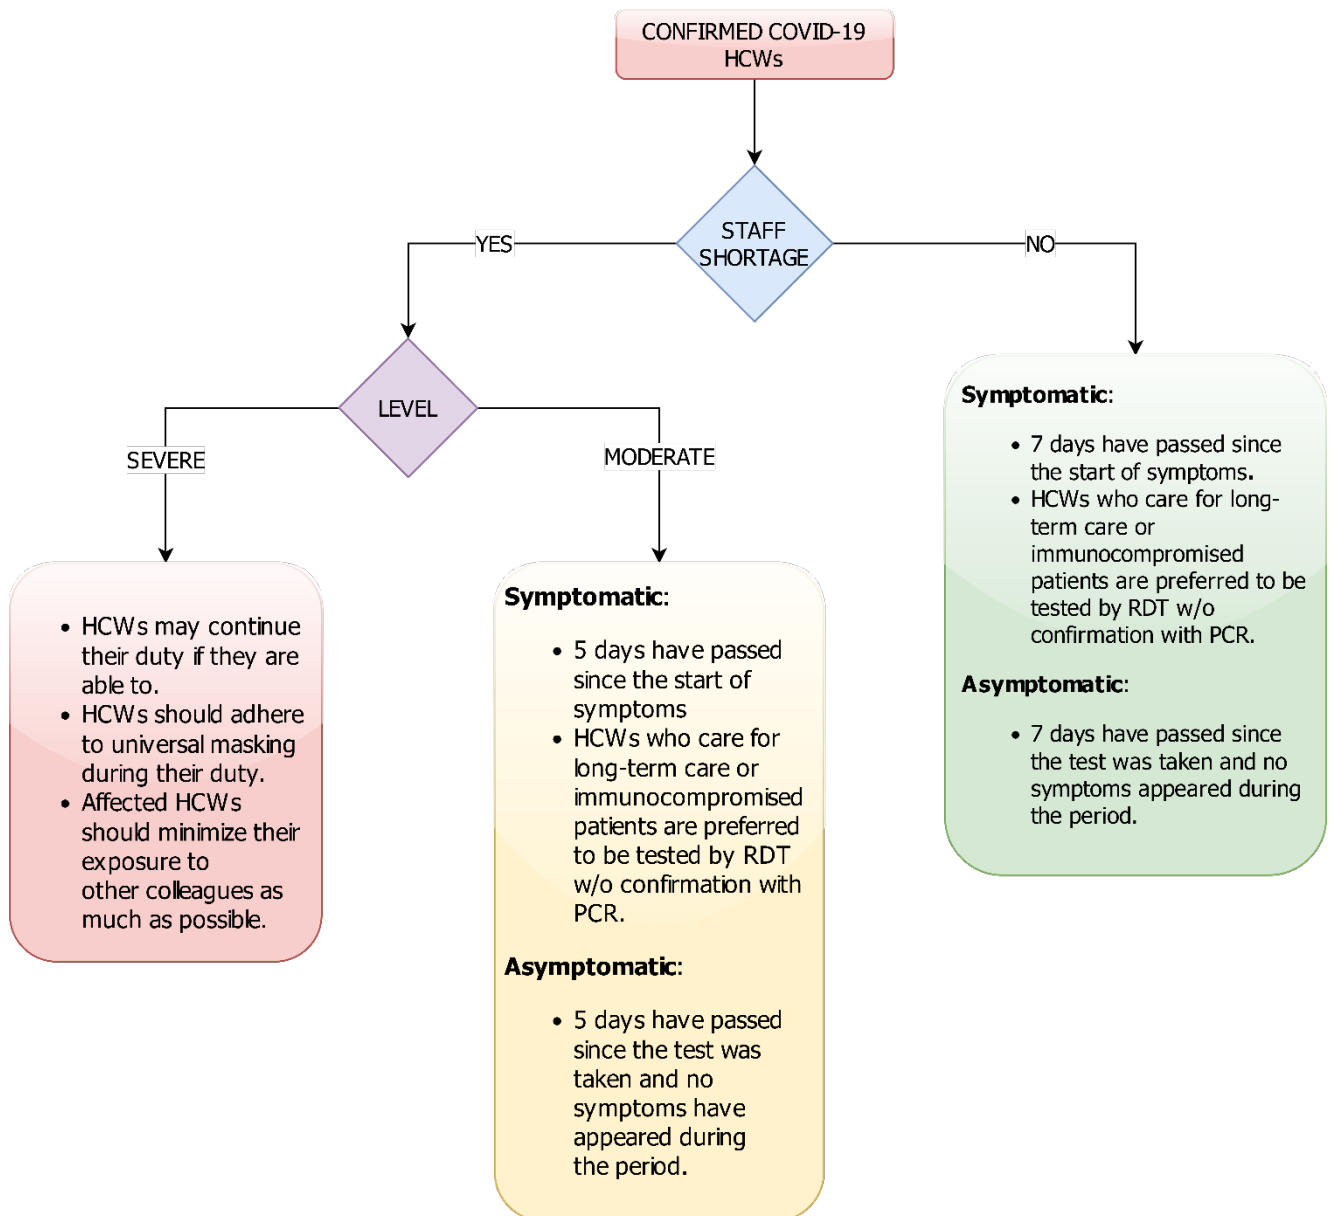 CONFIRMED COVID-19
HCWs
STAFF
SHORTAGE
YES
NO
LEVEL
SEVERE
MODERATE
• HCWs may continue
their duty if they are
able to.
• HCWs should adhere
to universal masking
during their duty.
• Affected HCWs
should minimize their
exposure to
other colleagues as
much as possible.
Symptomatic:
• 5 days have passed
since the start of
symptoms
• HCWs who care for
long-term care or
immunocompromised
patients are preferred
to be tested by RDT
w/o confirmation with
PCR.
Asymptomatic:
• 5 days have passed
since the test was
taken and no
symptoms have
appeared during
the period.
Symptomatic:
• 7 days have passed since
the start of symptoms.
• HCWs who care for long-
term care or
immunocompromised
patients are preferred to be
tested by RDT w/o
confirmation with PCR.
Asymptomatic:
• 7 days have passed since
the test was taken and no
symptoms appeared during
the period.